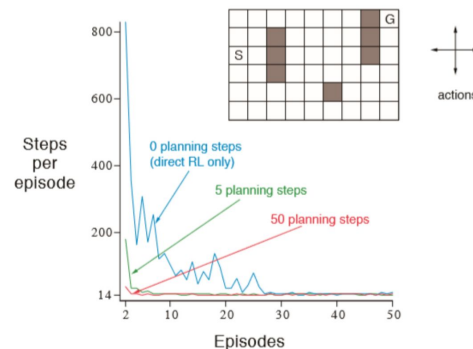 800
600
400
200
14
Steps
per
episode
0 planning steps
(direct RL only)
5 planning steps
50 planning steps
S
G
actions
2
10
20
30
40
50
Episodes